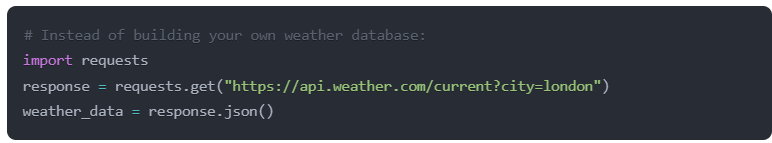 # Instead of building your own weather database:
import requests
response = requests.get("https://api.weather.com/current?city=london")
weather_data = response.json()